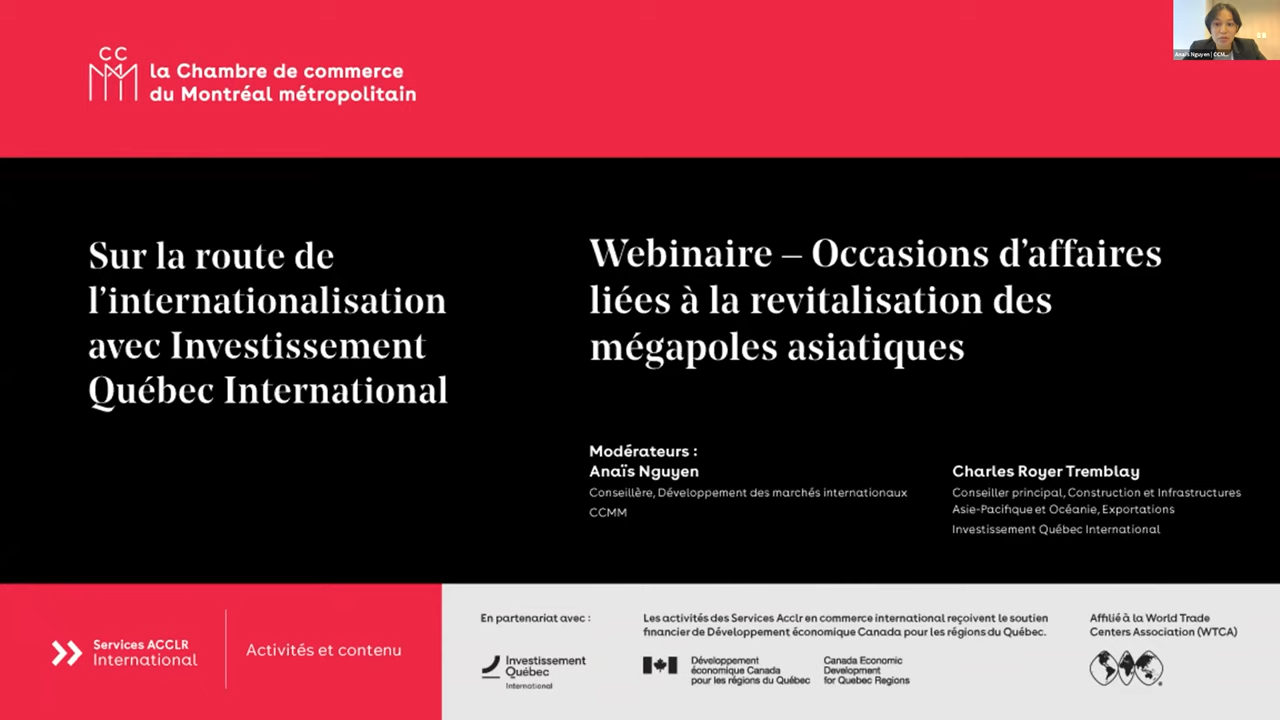 CC
la Chambre de commerce
du Montréal métropolitain
Anaïs Nguyen | CCM...
Sur la route de
l'internationalisation
avec Investissement
Québec International
Webinaire – Occasions d'affaires
liées à la revitalisation des
mégapoles asiatiques
Modérateurs :
Anaïs Nguyen
Conseillère, Développement des marchés internationaux
CCMM
Charles Royer Tremblay
Conseiller principal, Construction et Infrastructures
Asie-Pacifique et Océanie, Exportations
Investissement Québec International
Services ACCLR
International
Activités et contenu
En partenariat avec :
Investissement
Québec
International
Les activités des Services Acclr en commerce international reçoivent le soutien
financier de Développement économique Canada pour les régions du Québec.
Développement
économique Canada
pour les régions du Québec
Canada Economic
Development
for Quebec Regions
Affilié à la World Trade
Centers Association (WTCA)